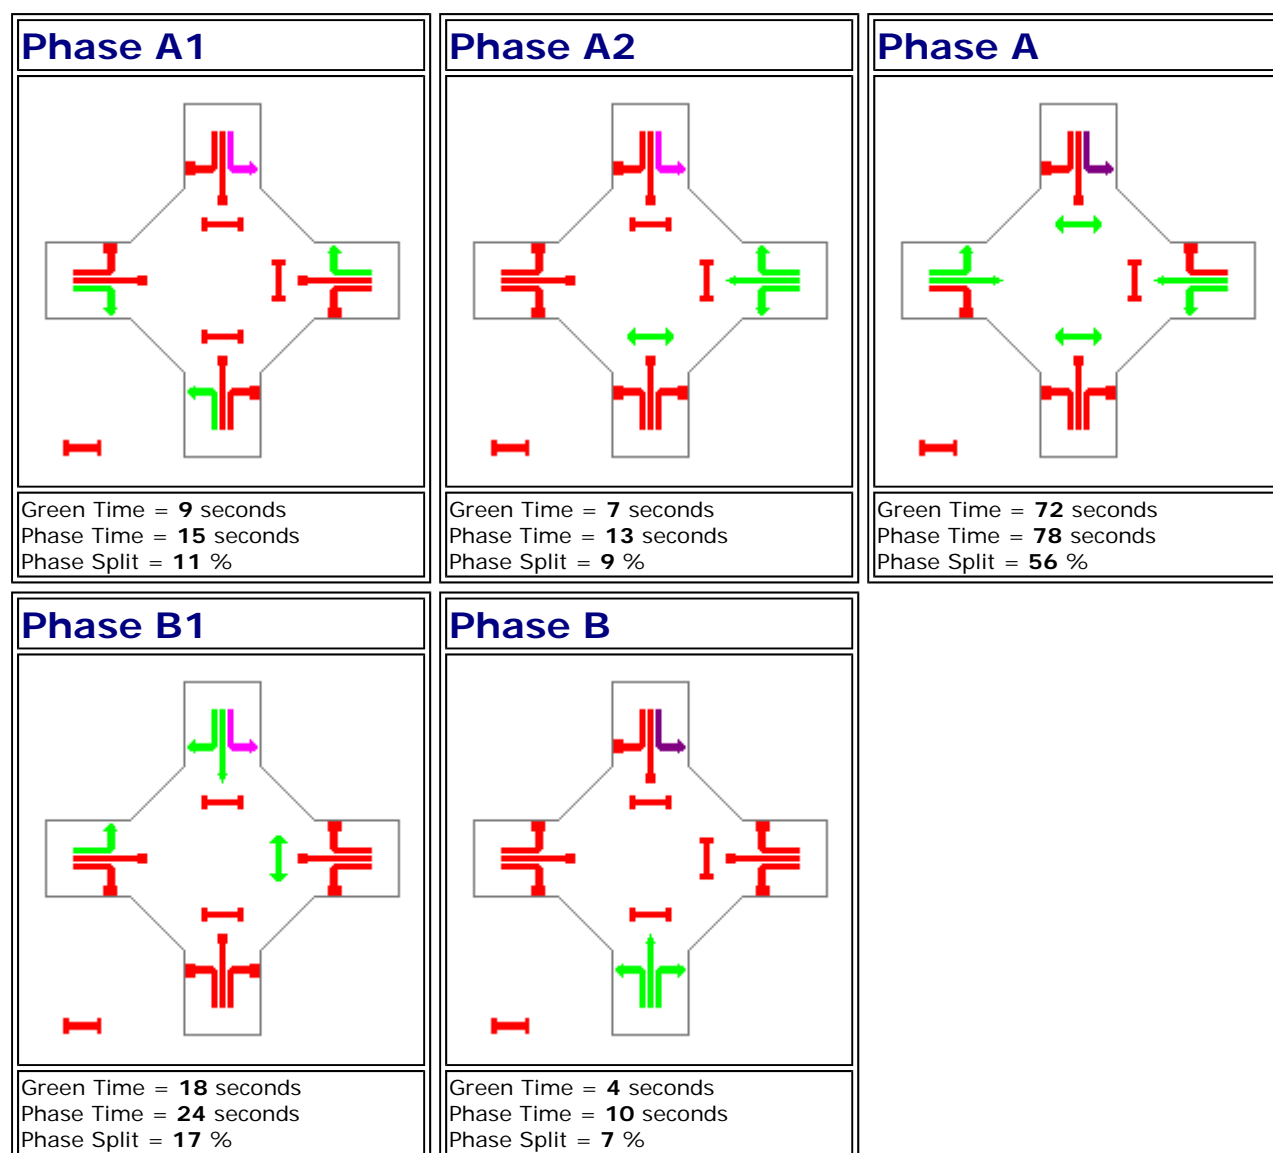 Phase A1
Phase A2
Phase A
Green Time = 9 seconds
Phase Time = 15 seconds
Phase Split = 11 %
Green Time = 7 seconds
Phase Time = 13 seconds
Phase Split = 9 %
Green Time = 72 seconds
Phase Time = 78 seconds
Phase Split = 56 %
Phase B1
Phase B
Green Time = 18 seconds
Phase Time = 24 seconds
Phase Split = 17 %
Green Time = 4 seconds
Phase Time = 10 seconds
Phase Split = 7 %